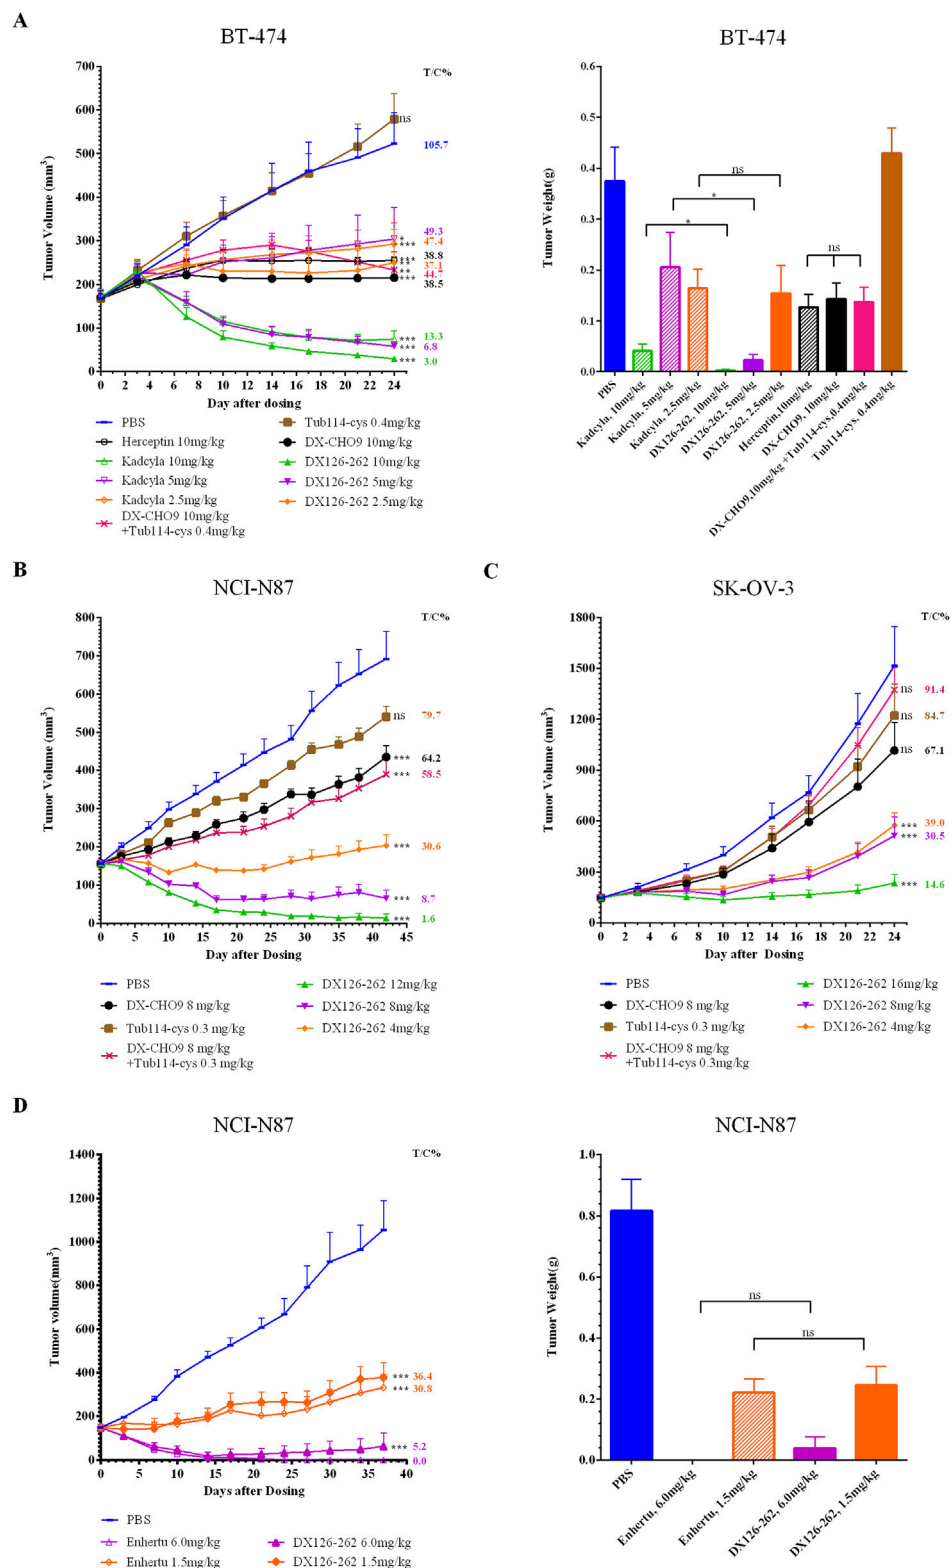 A
BT-474
T/C%
Tumor Volume (mm³)
700
600
500
400
300
200
100
0
ns
105.7
*
49.3
***
47.4
***
38.8
**
37.1
**
44.7
***
38.5
***
13.3
***
6.8
***
3.0
0 2 4 6 8 10 12 14 16 18 20 22 24
Day after dosing
PBS
Herceptin 10mg/kg
Kadcyla 10mg/kg
Kadcyla 5mg/kg
Kadcyla 2.5mg/kg
DX-CHO9 10mg/kg
+Tub114-cys 0.4mg/kg
Tub114-cys 0.4mg/kg
DX-CHO9 10mg/kg
DX126-262 10mg/kg
DX126-262 5mg/kg
DX126-262 2.5mg/kg
BT-474
Tumor Weight(g)
0.6
0.5
0.4
0.3
0.2
0.1
0.0
*
*
ns
ns
PBS
Kadcyla, 10mg/kg
Kadcyla, 5mg/kg
Kadcyla, 2.5mg/kg
DX126-262, 10mg/kg
DX126-262, 5mg/kg
DX126-262, 2.5mg/kg
Herceptin,10mg/kg
DX-CHO9, 10mg/kg
DX-CHO9,10mg/kg +Tub114-cys, 0.4mg/kg
Tub114-cys, 0.4mg/kg
B
NCI-N87
T/C%
Tumor Volume (mm³)
800
700
600
500
400
300
200
100
0
ns 79.7
*** 64.2
*** 58.5
*** 30.6
*** 8.7
*** 1.6
0 5 10 15 20 25 30 35 40 45
Day after Dosing
PBS
DX-CHO9 8 mg/kg
Tub114-cys 0.3 mg/kg
DX-CHO9 8 mg/kg
+Tub114-cys 0.3 mg/kg
DX126-262 12mg/kg
DX126-262 8mg/kg
DX126-262 4mg/kg
C
SK-OV-3
T/C%
Tumor Volume (mm³)
1800
1500
1200
900
600
300
0
ns 91.4
ns 84.7
ns 67.1
*** 39.0
*** 30.5
*** 14.6
0 3 6 9 12 15 18 21 24
Day after Dosing
PBS
DX-CHO9 8 mg/kg
Tub114-cys 0.3 mg/kg
DX-CHO9 8 mg/kg
+Tub114-cys 0.3mg/kg
DX126-262 16mg/kg
DX126-262 8mg/kg
DX126-262 4mg/kg
D
NCI-N87
T/C%
Tumor volume(mm³)
1400
1200
1000
800
600
400
200
0
*** 36.4
*** 30.8
*** 5.2
0.0
0 5 10 15 20 25 30 35 40
Days after Dosing
PBS
Enhertu 6.0mg/kg
Enhertu 1.5mg/kg
DX126-262 6.0mg/kg
DX126-262 1.5mg/kg
NCI-N87
Tumor Weight(g)
1.0
0.8
0.6
0.4
0.2
0.0
ns
ns
PBS
Enhertu, 6.0mg/kg
Enhertu, 1.5mg/kg
DX126-262, 6.0mg/kg
DX126-262, 1.5mg/kg